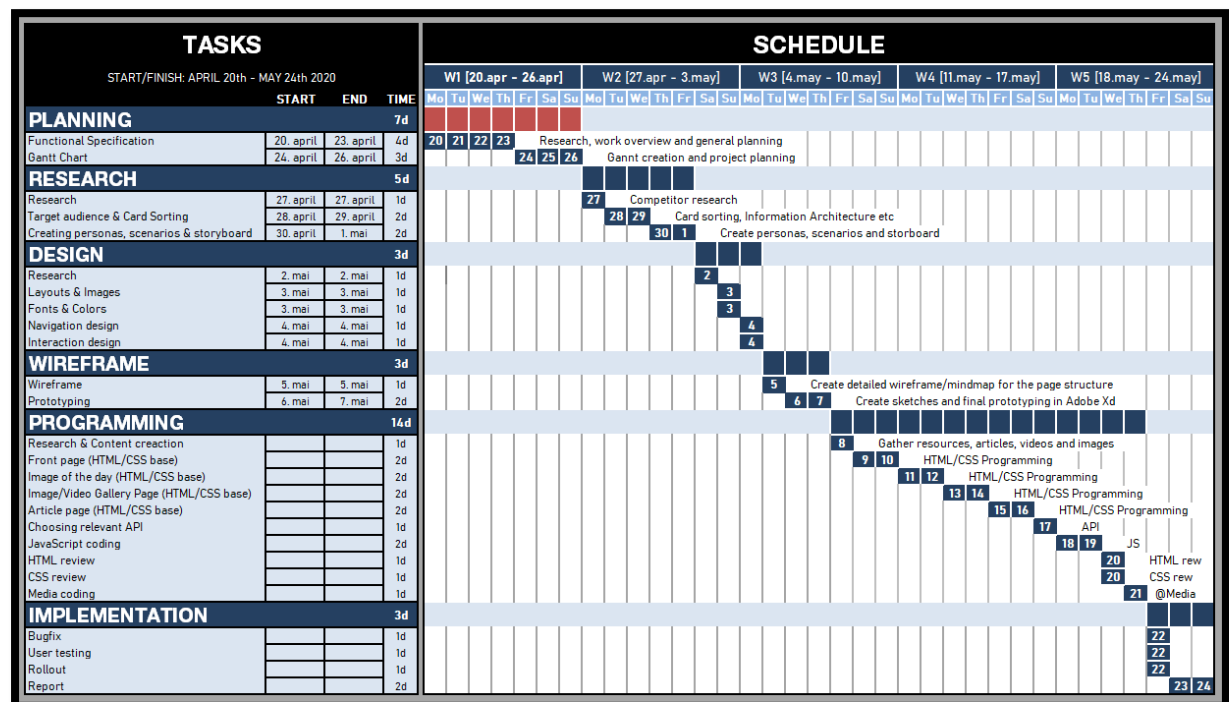 TASKS SCHEDULE
START/FINISH: APRIL 20th - MAY 24th 2020 W1 [20.apr - 26.apr] W2 [27.apr - 3.may] W3 [4.may - 10.may] W4 [11.may - 17.may] W5 [18.may - 24.may]
START END TIME Mo Tu We Th Fr Sa Su Mo Tu We Th Fr Sa Su Mo Tu We Th Fr Sa Su Mo Tu We Th Fr Sa Su Mo Tu We Th Fr Sa Su
PLANNING 7d
Functional Specification 20. april 23. april 4d 20 21 22 23 Research, work overview and general planning
Gantt Chart 24. april 26. april 3d 24 25 26 Gannt creation and project planning
RESEARCH 5d
Research 27. april 27. april 1d 27 Competitor research
Target audience & Card Sorting 28. april 29. april 2d 28 29 Card sorting, Information Architecture etc
Creating personas, scenarios & storyboard 30. april 1. mai 2d 30 1 Create personas, scenarios and storboard
DESIGN 3d
Research 2. mai 2. mai 1d 2
Layouts & Images 3. mai 3. mai 1d 3
Fonts & Colors 3. mai 3. mai 1d 3
Navigation design 4. mai 4. mai 1d 4
Interaction design 4. mai 4. mai 1d 4
WIREFRAME 3d
Wireframe 5. mai 5. mai 1d 5 Create detailed wireframe/mindmap for the page structure
Prototyping 6. mai 7. mai 2d 6 7 Create sketches and final prototyping in Adobe Xd
PROGRAMMING 14d
Research & Content creaction 1d 8 Gather resources, articles, videos and images
Front page (HTML/CSS base) 2d 9 10 HTML/CSS Programming
Image of the day (HTML/CSS base) 2d 11 12 HTML/CSS Programming
Image/Video Gallery Page (HTML/CSS base) 2d 13 14 HTML/CSS Programming
Article page (HTML/CSS base) 2d 15 16 HTML/CSS Programming
Choosing relevant API 1d 17 API
JavaScript coding 2d 18 19 JS
HTML review 1d 20 HTML rew
CSS review 1d 20 CSS rew
Media coding 1d 21 @Media
IMPLEMENTATION 3d
Bugfix 1d 22
User testing 1d 22
Rollout 1d 22
Report 2d 23 24